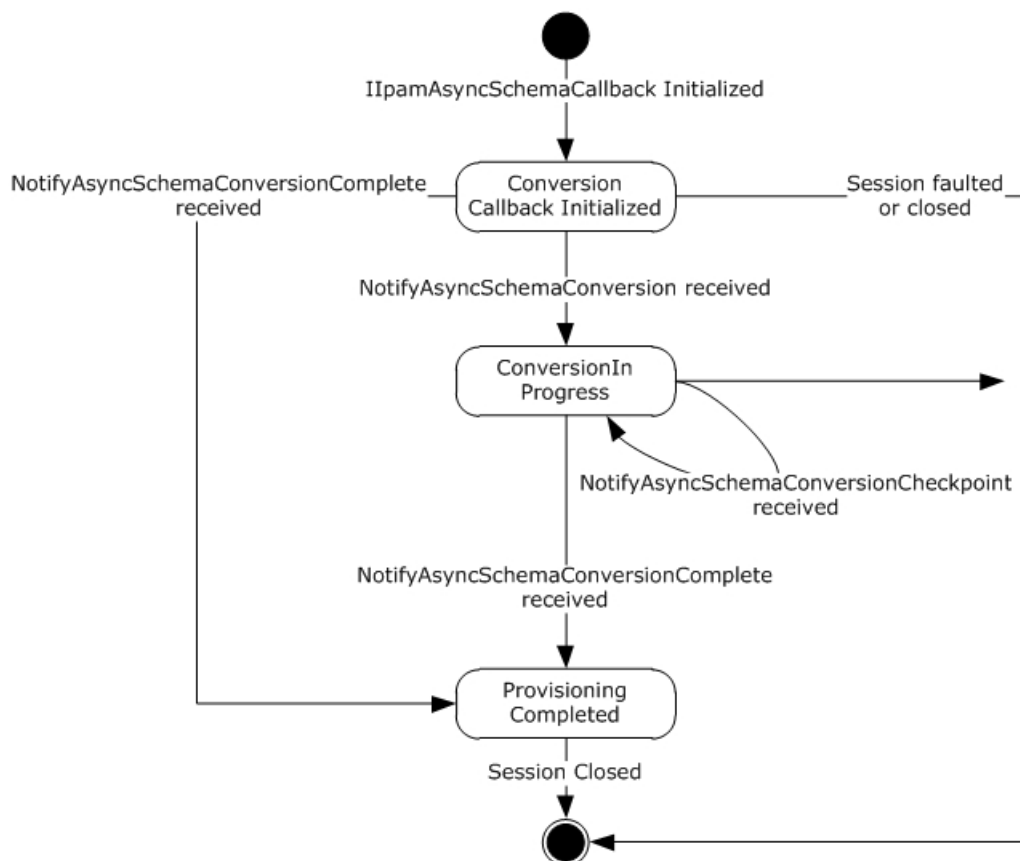 IIpamAsyncSchemaCallback Initialized
NotifyAsyncSchemaConversionComplete
received
Conversion
Callback Initialized
Session faulted
or closed
NotifyAsyncSchemaConversion received
ConversionIn
Progress
NotifyAsyncSchemaConversionCheckpoint
received
NotifyAsyncSchemaConversionComplete
received
Provisioning
Completed
Session Closed